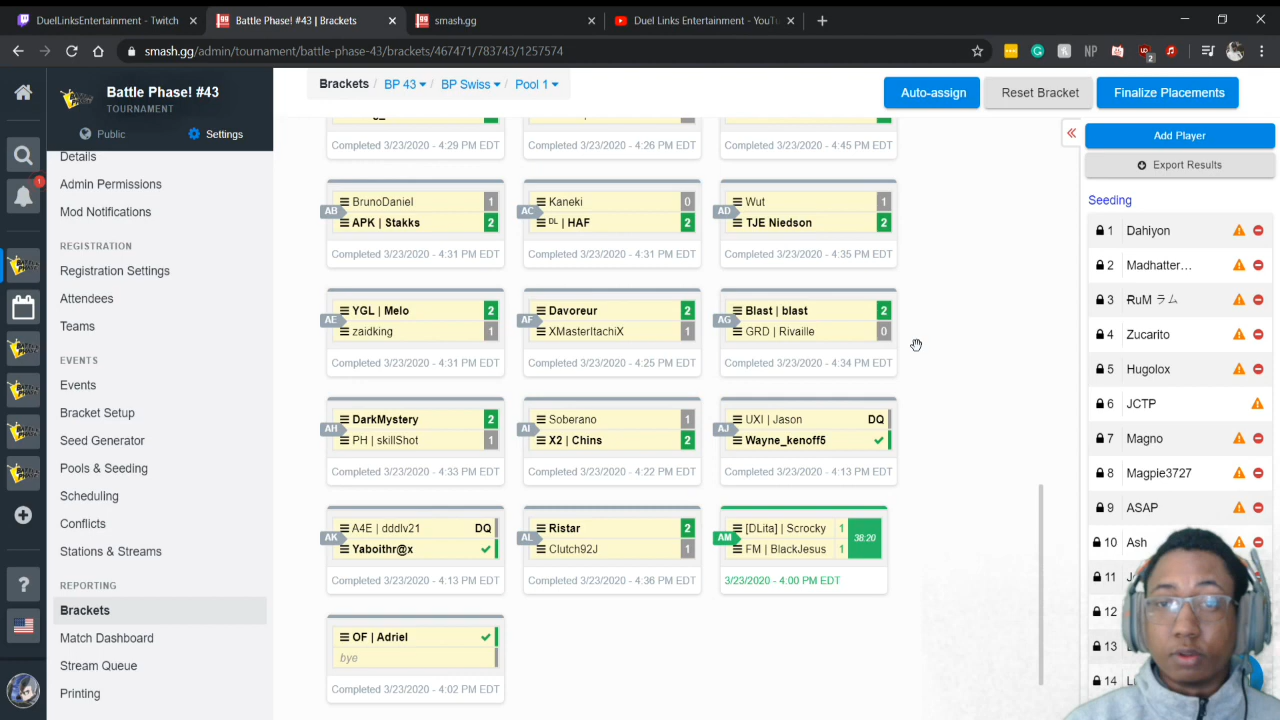 DuelLinksEntertainment - Twitch
Battle Phase! #43 | Brackets
smash.gg
Duel Links Entertainment - YouTu
smash.gg/admin/tournament/battle-phase-43/brackets/467471/783743/1257574
Battle Phase! #43
TOURNAMENT
Public
Settings
Details
Admin Permissions
Mod Notifications
REGISTRATION
Registration Settings
Attendees
Teams
EVENTS
Events
Bracket Setup
Seed Generator
Pools & Seeding
Scheduling
Conflicts
Stations & Streams
REPORTING
Brackets
Match Dashboard
Stream Queue
Printing
Brackets / BP 43 / BP Swiss / Pool 1
Auto-assign
Reset Bracket
Finalize Placements
Completed 3/23/2020 - 4:29 PM EDT
Completed 3/23/2020 - 4:26 PM EDT
Completed 3/23/2020 - 4:45 PM EDT
AB
BrunoDaniel 1
APK | Stakks 2
Completed 3/23/2020 - 4:31 PM EDT
AC
Kaneki 0
DL | HAF 2
Completed 3/23/2020 - 4:31 PM EDT
AD
Wut 1
TJE Niedson 2
Completed 3/23/2020 - 4:35 PM EDT
AE
YGL | Melo 2
zaidking 1
Completed 3/23/2020 - 4:31 PM EDT
AF
Davoreur 2
XMasterItachiX 1
Completed 3/23/2020 - 4:25 PM EDT
AG
Blast | blast 2
GRD | Rivaille 0
Completed 3/23/2020 - 4:34 PM EDT
AH
DarkMystery 2
PH | skillShot 1
Completed 3/23/2020 - 4:33 PM EDT
AI
Soberano 1
X2 | Chins 2
Completed 3/23/2020 - 4:22 PM EDT
AJ
UXI | Jason DQ
Wayne_kenoff5
Completed 3/23/2020 - 4:13 PM EDT
AK
A4E | dddlv21 DQ
Yaboithr@x
Completed 3/23/2020 - 4:13 PM EDT
AL
Ristar 2
Clutch92J 1
Completed 3/23/2020 - 4:36 PM EDT
AM
[DLita] | Scrocky 1
FM | BlackJesus 1
38:20
3/23/2020 - 4:00 PM EDT
OF | Adriel
bye
Completed 3/23/2020 - 4:02 PM EDT
Add Player
Export Results
Seeding
1 Dahiyon
2 Madhatter…
3 RuM ラム
4 Zucarito
5 Hugolox
6 JCTP
7 Magno
8 Magpie3727
9 ASAP
10 Ash
11
12
13
14
NP
2
1